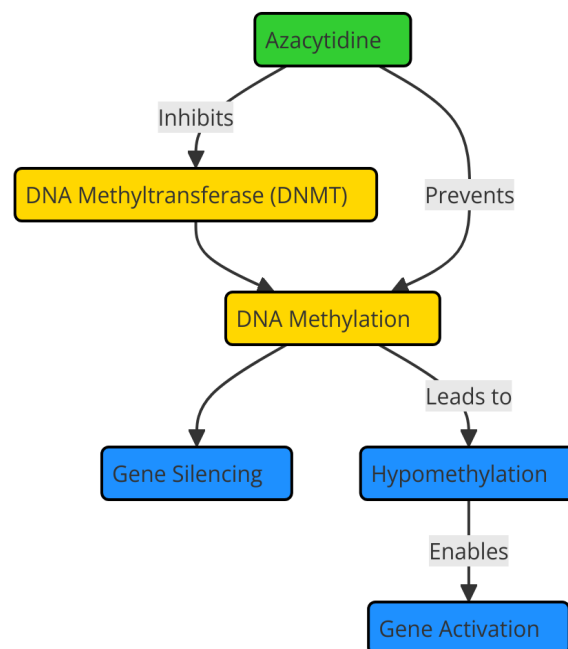 Azacytidine
Inhibits
DNA Methyltransferase (DNMT)
Prevents
DNA Methylation
Leads to
Gene Silencing
Hypomethylation
Enables
Gene Activation